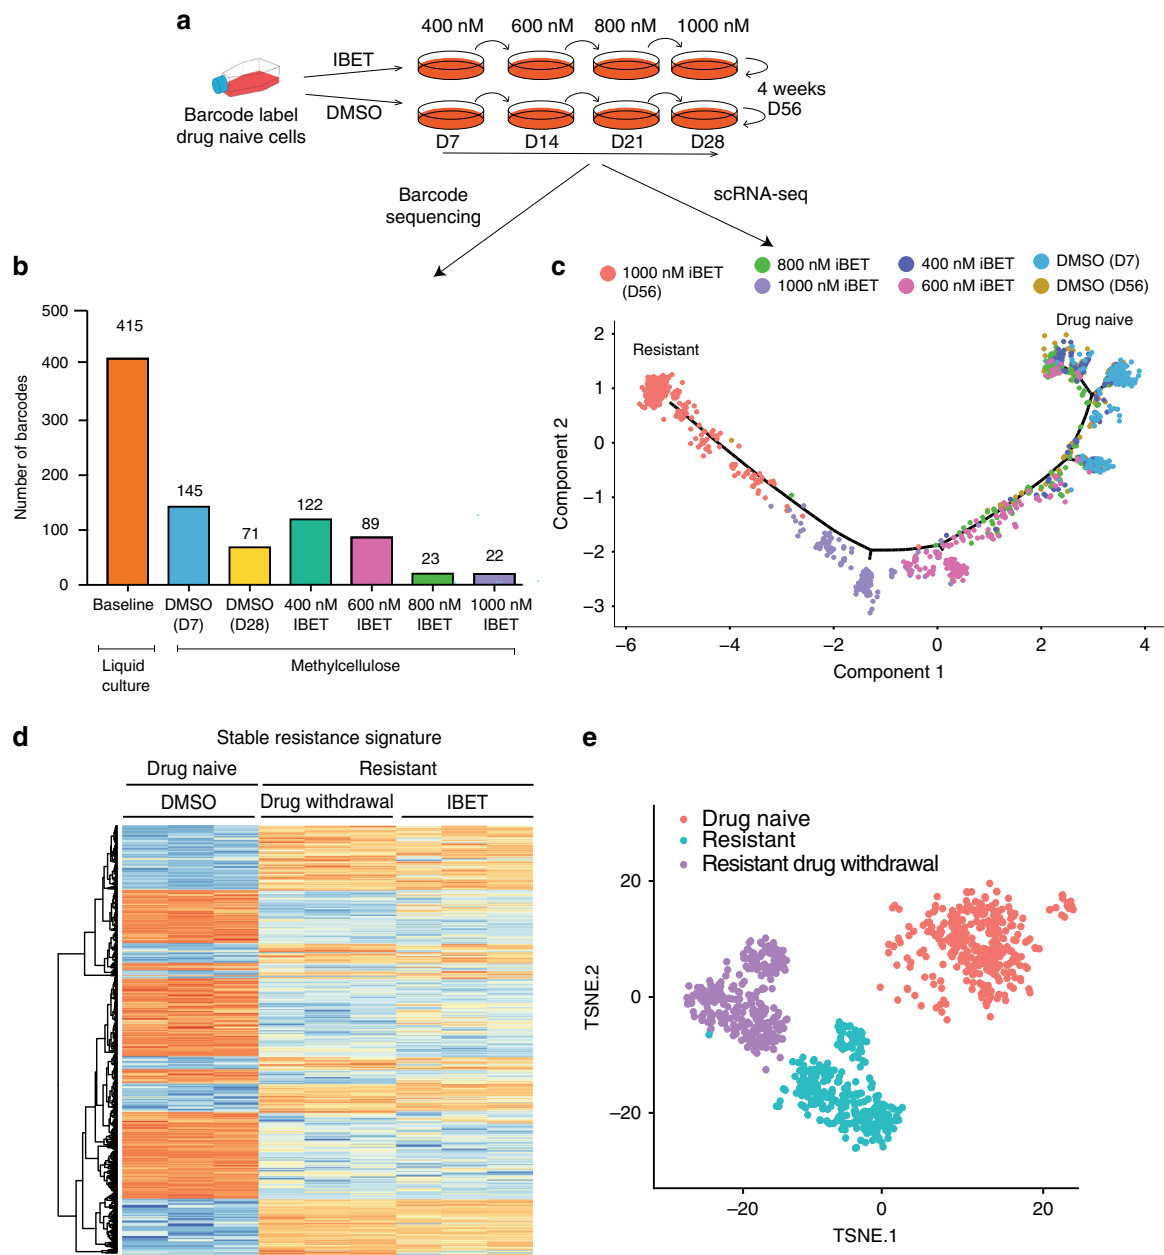 a
400 nM 600 nM 800 nM 1000 nM
IBET
DMSO
Barcode label
drug naive cells
4 weeks
D56
D7 D14 D21 D28
Barcode
sequencing
scRNA-seq
b
Number of barcodes
500
400
300
200
100
0
415
145
71
122
89
23
22
Baseline
DMSO
(D7)
DMSO
(D28)
400 nM
IBET
600 nM
IBET
800 nM
IBET
1000 nM
IBET
Liquid
culture
Methylcellulose
c
1000 nM iBET
(D56)
800 nM iBET
1000 nM iBET
400 nM iBET
600 nM iBET
DMSO (D7)
DMSO (D56)
Resistant
Drug naive
Component 2
2
1
0
−1
−2
−3
−6 −4 −2 0 2 4
Component 1
d
Stable resistance signature
Drug naive Resistant
DMSO Drug withdrawal IBET
e
Drug naive
Resistant
Resistant drug withdrawal
TSNE.2
20
0
−20
−20 0 20
TSNE.1